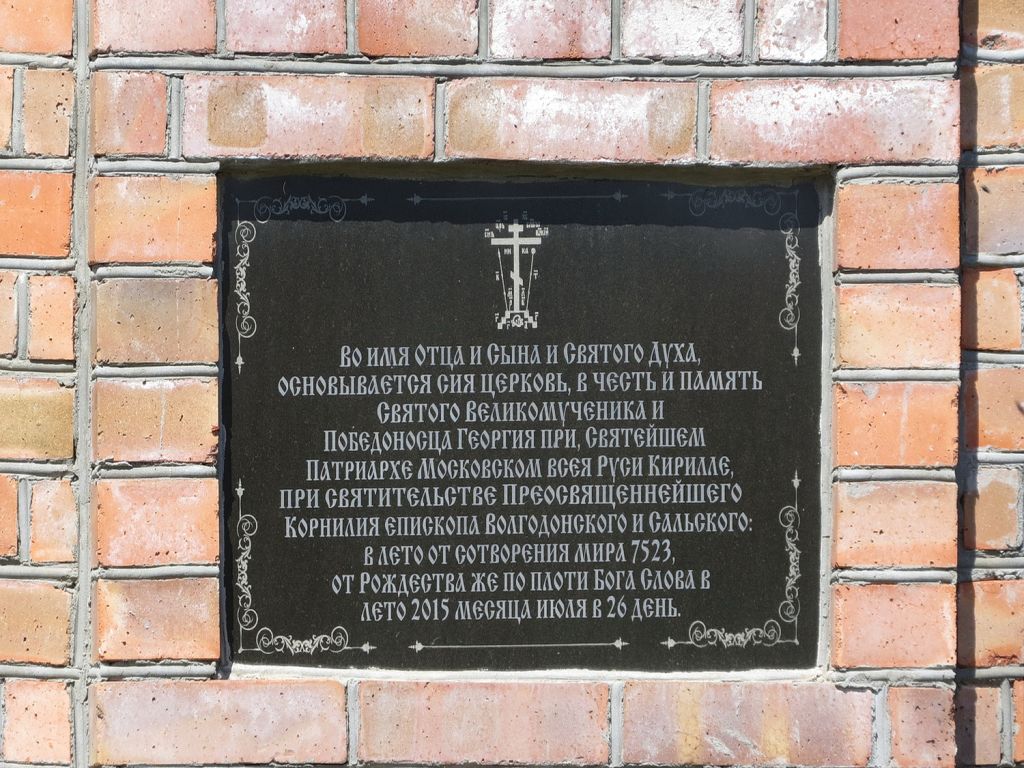 Во имя Отца и Сына и Святого Духа,
основывается сия церковь, в честь и память
Святого Великомученика и
Победоносца Георгия при, Святейшем
Патриархе Московском всея Руси Кирилле,
при святительстве Преосвященнейшего
Корнилия епископа Волгодонского и Сальского:
в лето от сотворения мира 7523,
от Рождества же по плоти Бога Слова в
лето 2015 месяца июля в 26 день.